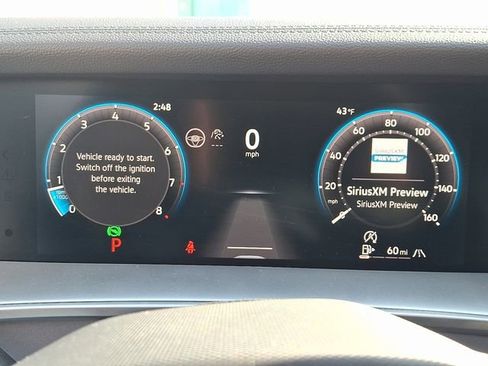 2:48
43 °F
0
mph
Vehicle ready to start.
Switch off the ignition
before exiting
the vehicle.
0 1 2 3 4 5 6 7 8
P
20 40 60 80 100 120 140 160
mph
SIRIUSXM
PREVIEW
SiriusXM Preview
SiriusXM Preview
60 mi